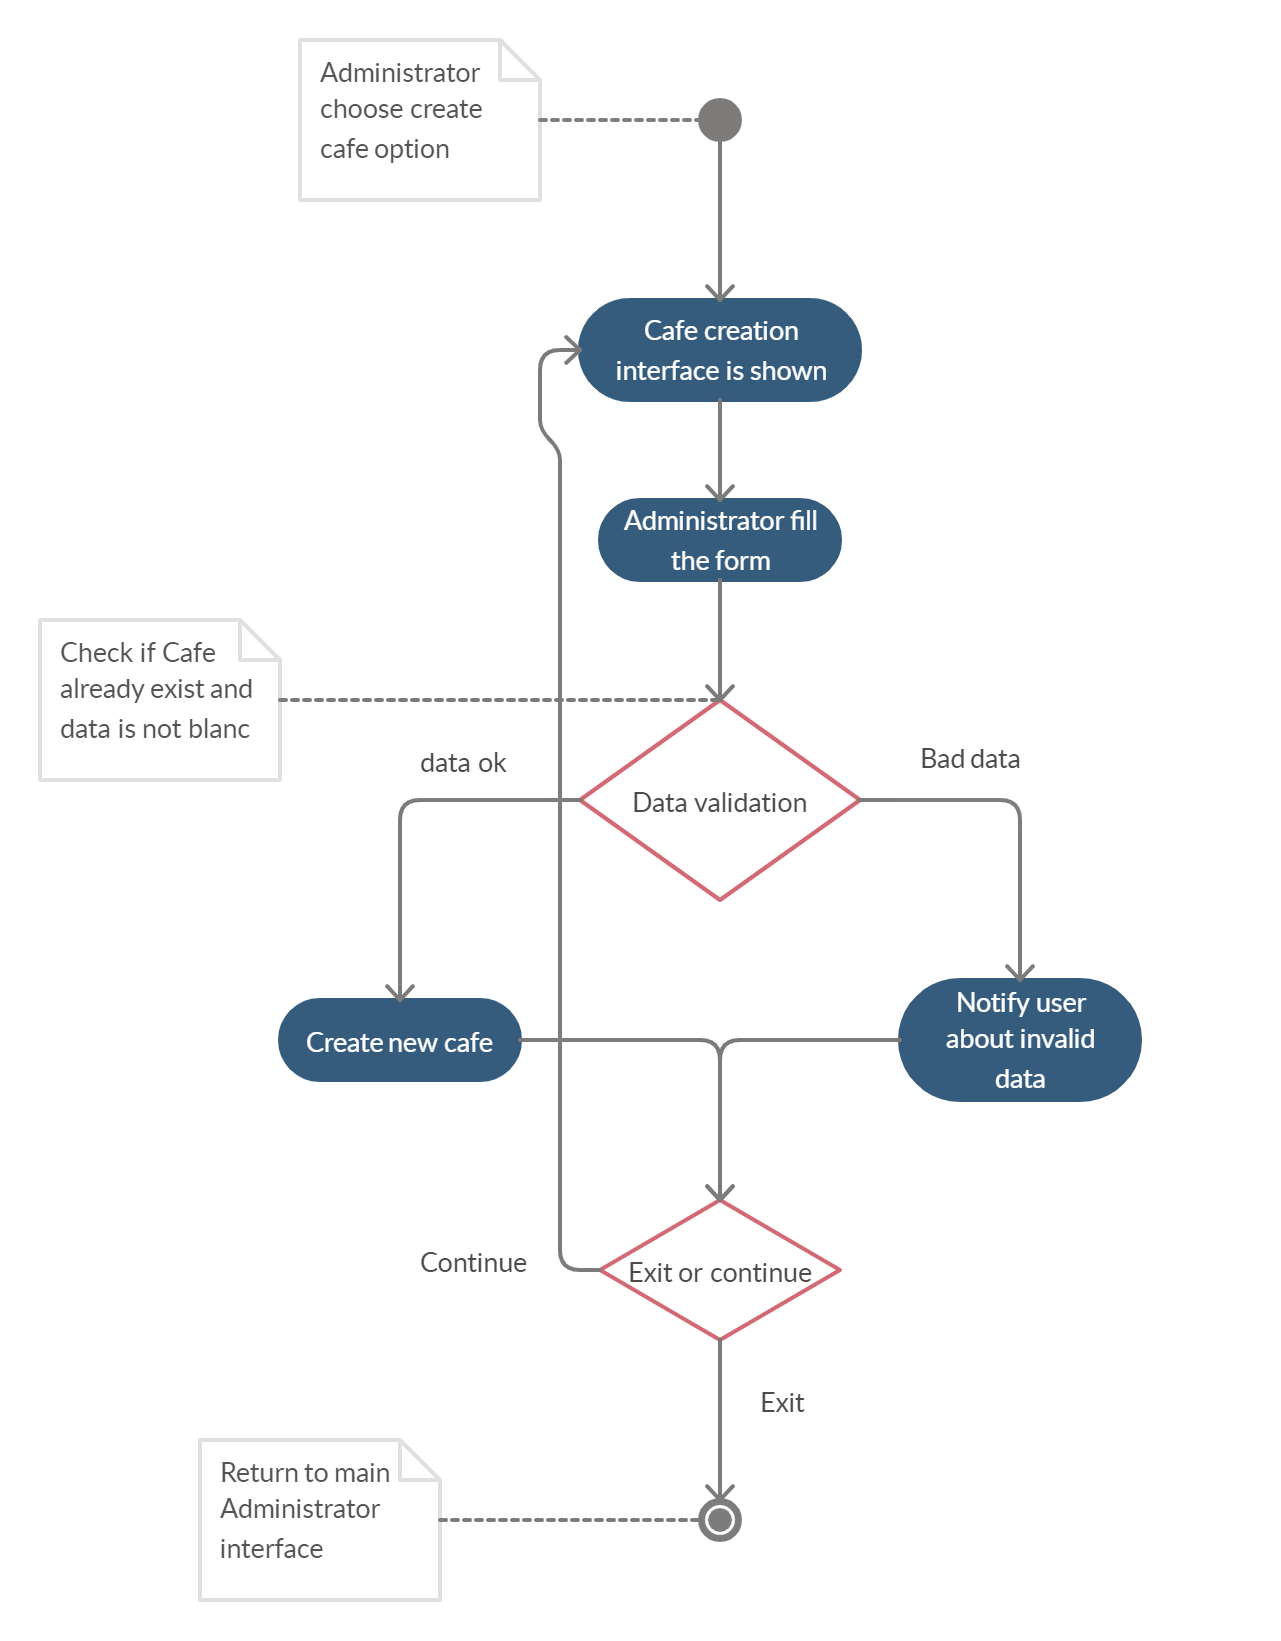 Administrator
choose create
cafe option
Cafe creation
interface is shown
Administrator fill
the form
Check if Cafe
already exist and
data is not blanc
data ok
Bad data
Data validation
Create new cafe
Notify user
about invalid
data
Continue
Exit or continue
Exit
Return to main
Administrator
interface